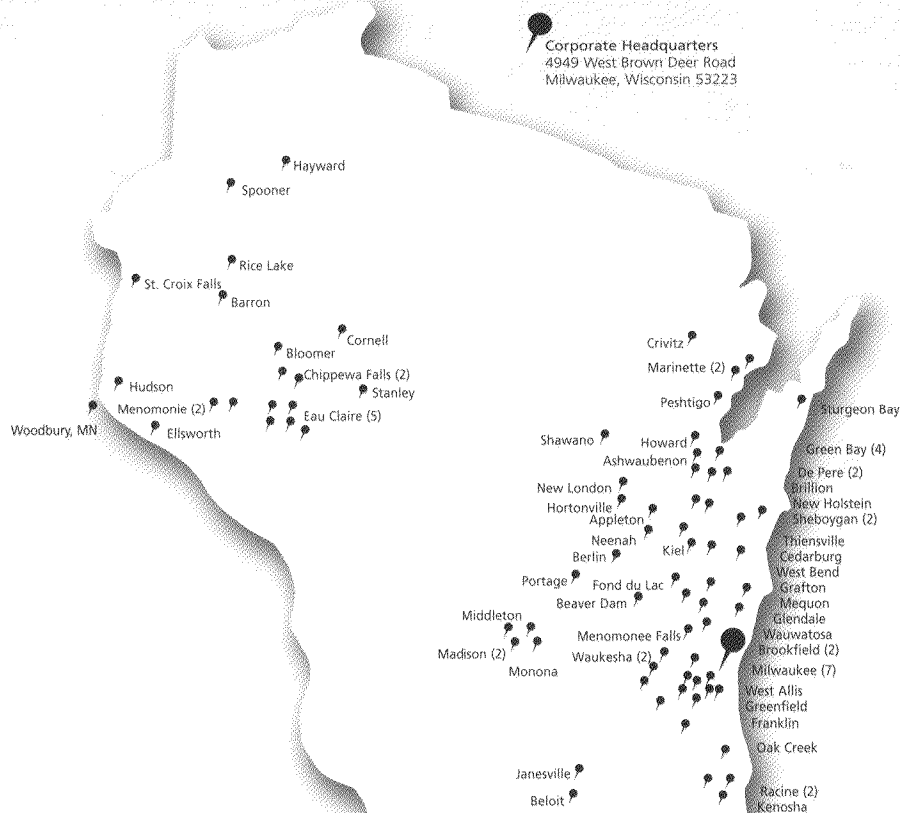 Corporate Headquarters
4949 West Brown Deer Road
Milwaukee, Wisconsin 53223
Hayward
Spooner
Rice Lake
St. Croix Falls
Barron
Cornell
Crivitz
Bloomer
Marinette (2)
Chippewa Falls (2)
Hudson
Stanley
Peshtigo
Menomonie (2)
Sturgeon Bay
Eau Claire (5)
Woodbury, MN
Ellsworth
Shawano
Howard
Green Bay (4)
Ashwaubenon
De Pere (2)
New London
Brillion
Hortonville
New Holstein
Appleton
Sheboygan (2)
Neenah
Thiensville
Kiel
Berlin
Cedarburg
West Bend
Portage
Fond du Lac
Grafton
Beaver Dam
Mequon
Middleton
Glendale
Menomonee Falls
Wauwatosa
Madison (2)
Brookfield (2)
Waukesha (2)
Monona
Milwaukee (7)
West Allis
Greenfield
Franklin
Oak Creek
Janesville
Racine (2)
Beloit
Kenosha